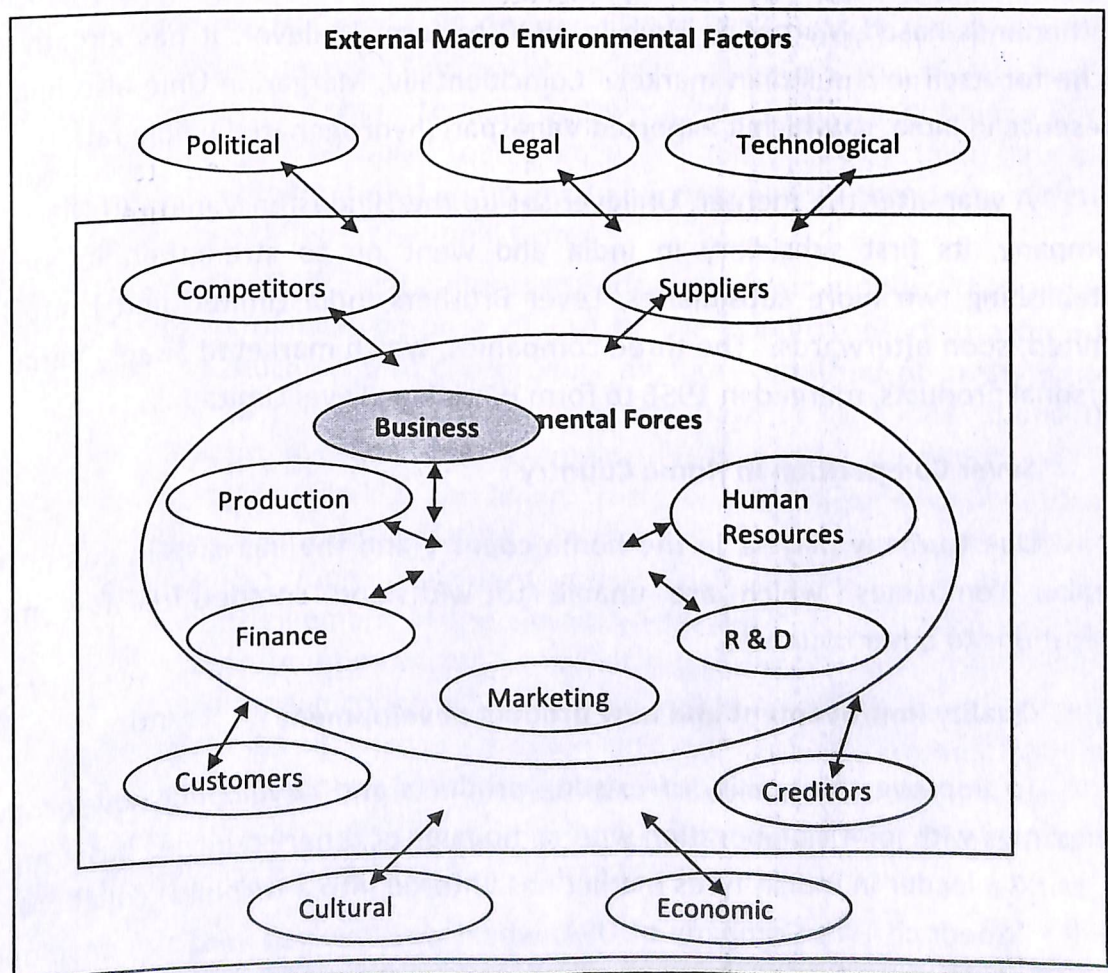 External Macro Environmental Factors
Political
Legal
Technological
Competitors
Suppliers
Business
mental Forces
Production
Human
Resources
Finance
R & D
Marketing
Customers
Creditors
Cultural
Economic